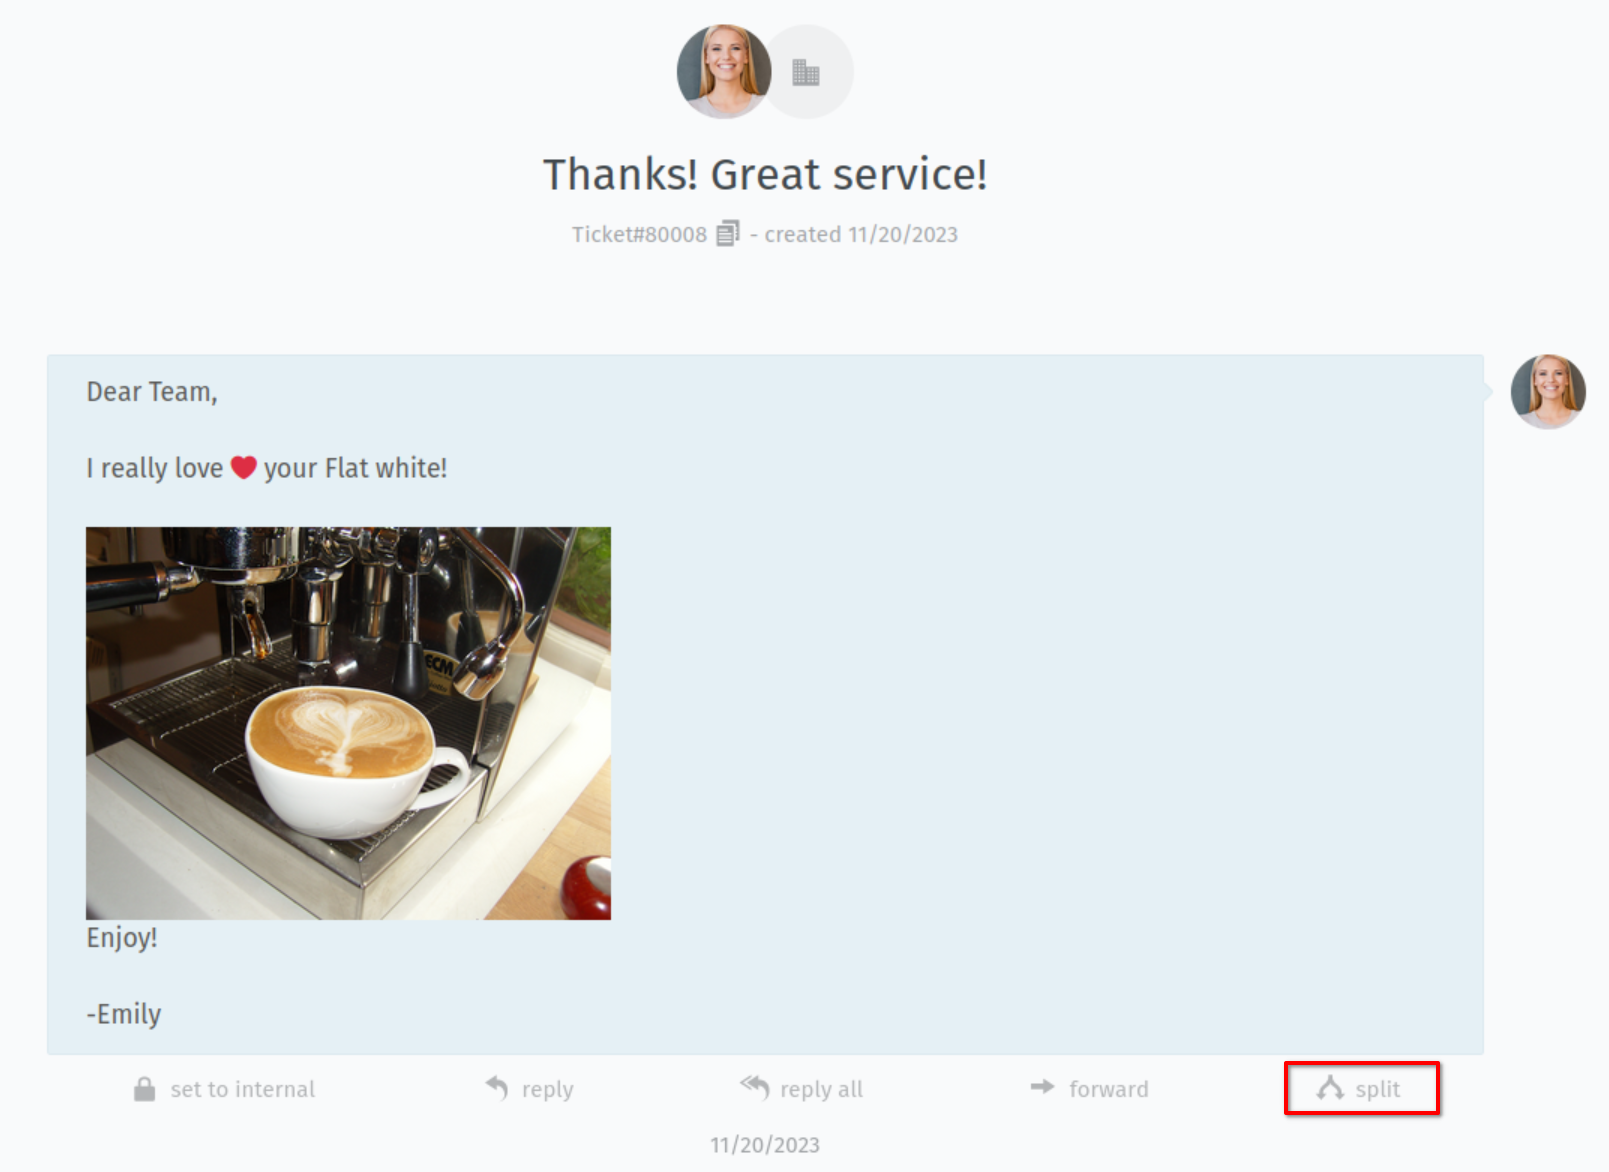 Thanks! Great service!
Ticket#80008 - created 11/20/2023
Dear Team,
I really love ❤ your Flat white!
ECM
Enjoy!
-Emily
set to internal reply reply all forward split
11/20/2023